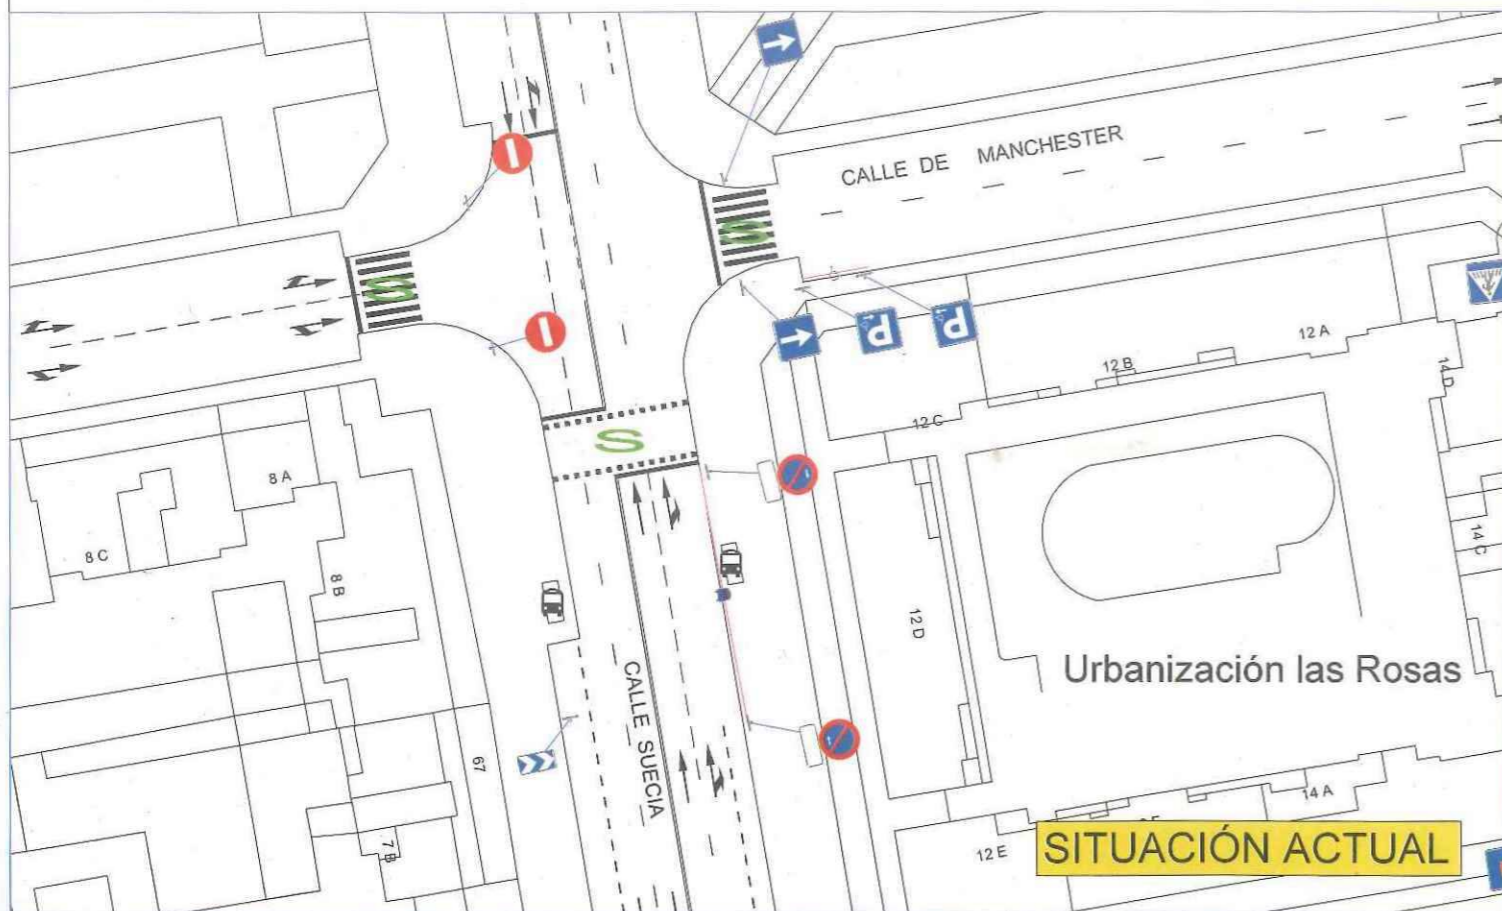 CALLE DE MANCHESTER
S
S
P
P
12 A
12 B
14 D
12 C
S
8 A
8 C
8 B
14 C
12 D
Urbanización las Rosas
CALLE SUECIA
67
14 A
7 B
12 E
SITUACIÓN ACTUAL